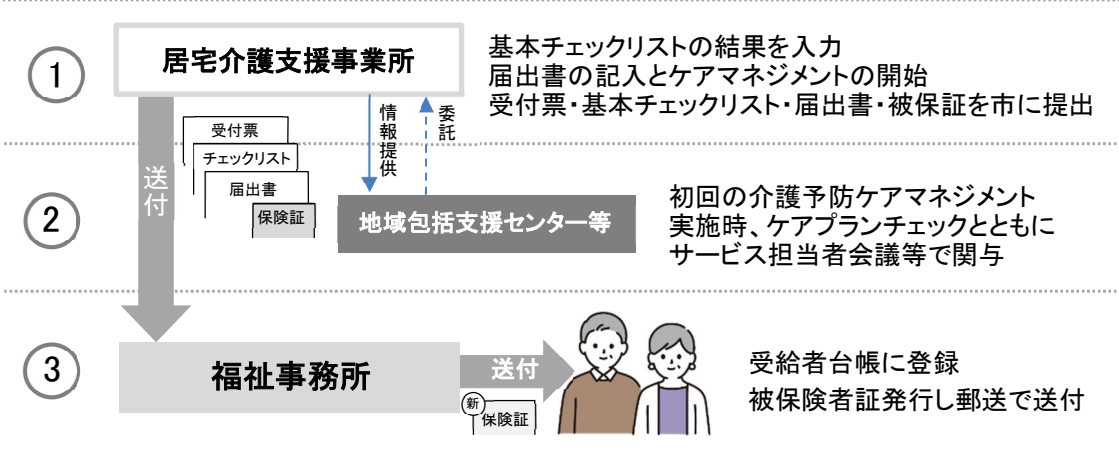 ①
居宅介護支援事業所
基本チェックリストの結果を入力
届出書の記入とケアマネジメントの開始
受付票・基本チェックリスト・届出書・被保証を市に提出
送付
受付票
チェックリスト
届出書
保険証
情報提供
委託
②
地域包括支援センター等
初回の介護予防ケアマネジメント
実施時、ケアプランチェックとともに
サービス担当者会議等で関与
③
福祉事務所
送付
新
保険証
受給者台帳に登録
被保険者証発行し郵送で送付